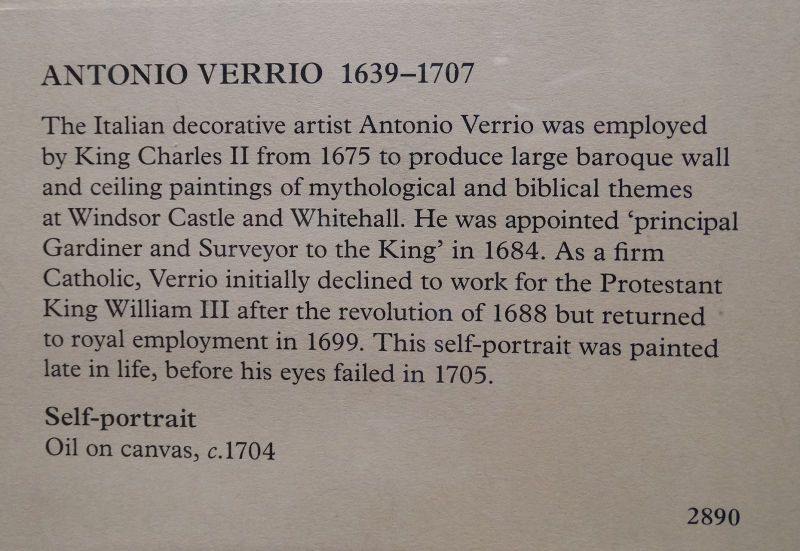 ANTONIO VERRIO 1639–1707
The Italian decorative artist Antonio Verrio was employed
by King Charles II from 1675 to produce large baroque wall
and ceiling paintings of mythological and biblical themes
at Windsor Castle and Whitehall. He was appointed ‘principal
Gardiner and Surveyor to the King’ in 1684. As a firm
Catholic, Verrio initially declined to work for the Protestant
King William III after the revolution of 1688 but returned
to royal employment in 1699. This self-portrait was painted
late in life, before his eyes failed in 1705.
Self-portrait
Oil on canvas, c.1704
2890